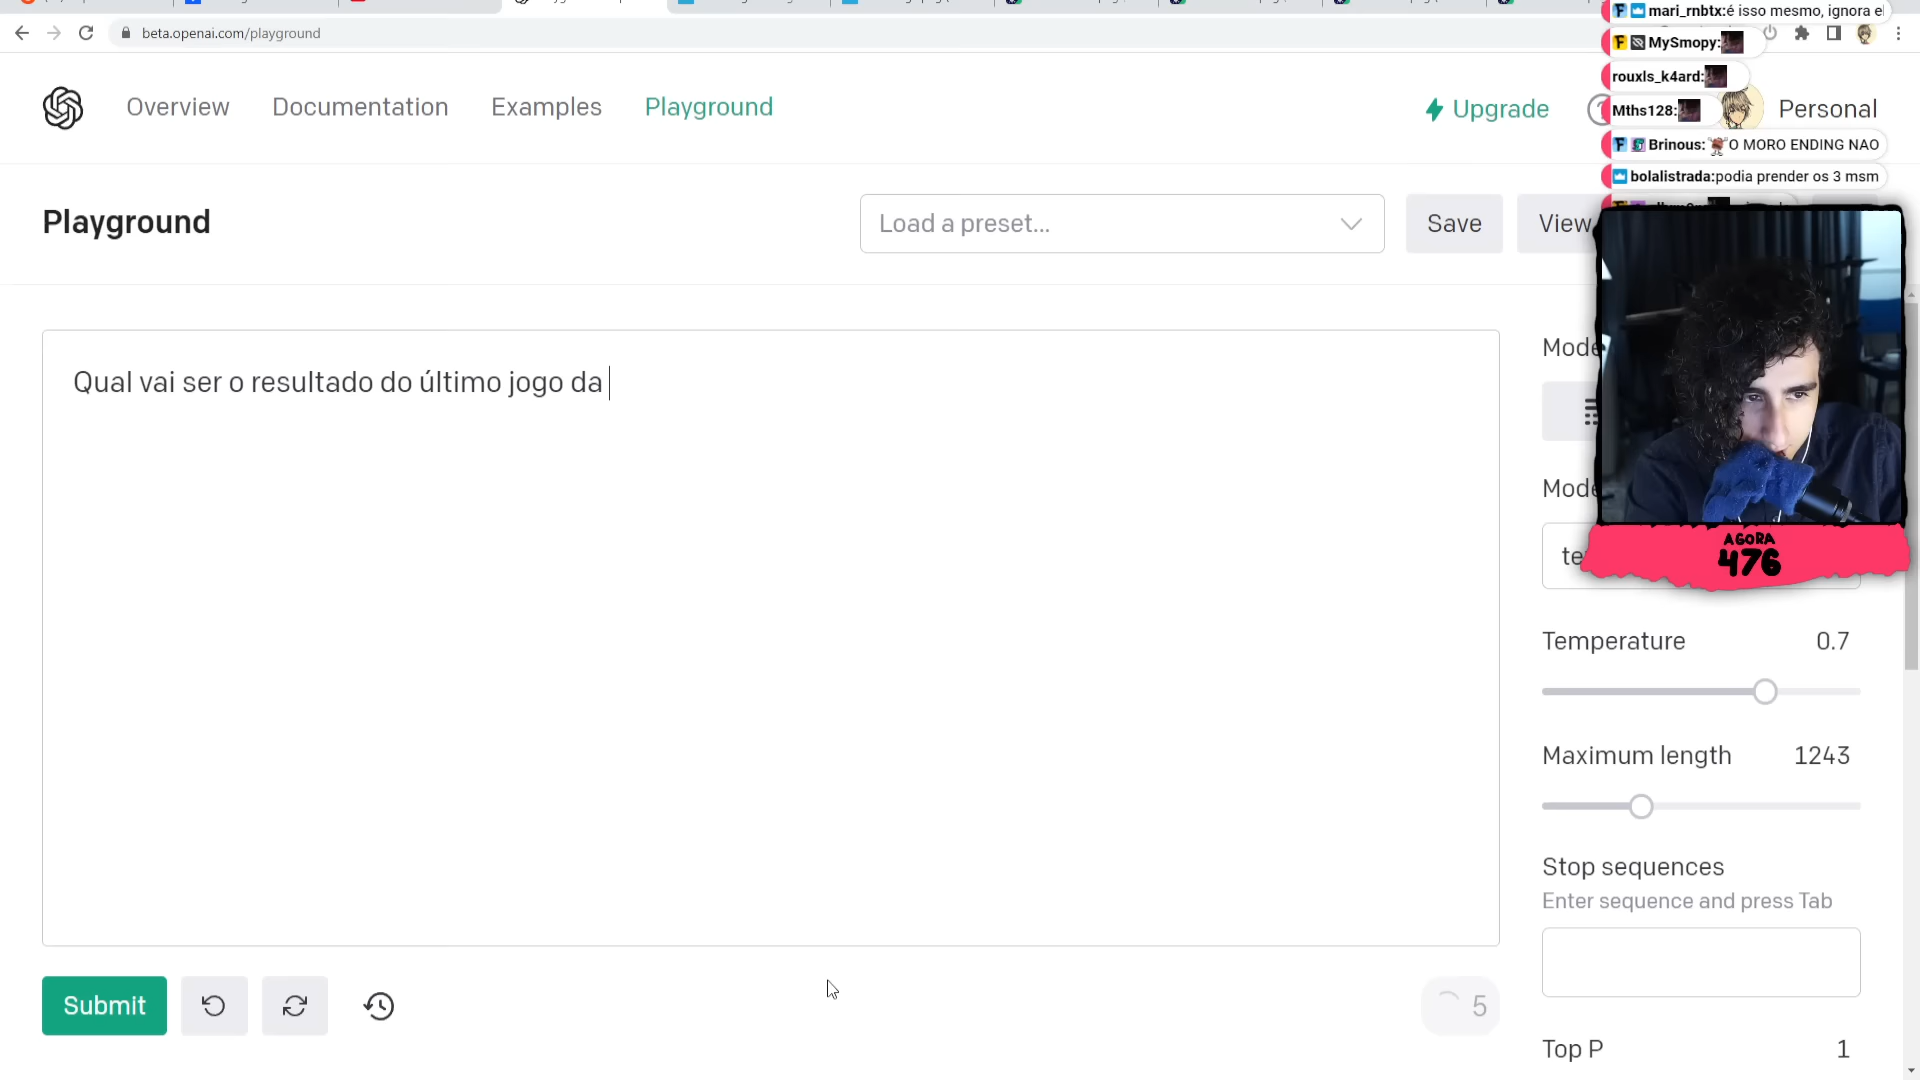 beta.openai.com/playground
mari_rnbtx:é isso mesmo, ignora el
MySmopy:
rouxls_k4ard:
Mths128:
Brinous: O MORO ENDING NAO
bolalistrada:podia prender os 3 msm
Overview
Documentation
Examples
Playground
Upgrade
Personal
Playground
Load a preset...
Save
View
Qual vai ser o resultado do último jogo da
Mode
Mode
te
AGORA
476
Temperature 0.7
Maximum length 1243
Stop sequences
Enter sequence and press Tab
Submit
5
Top P 1